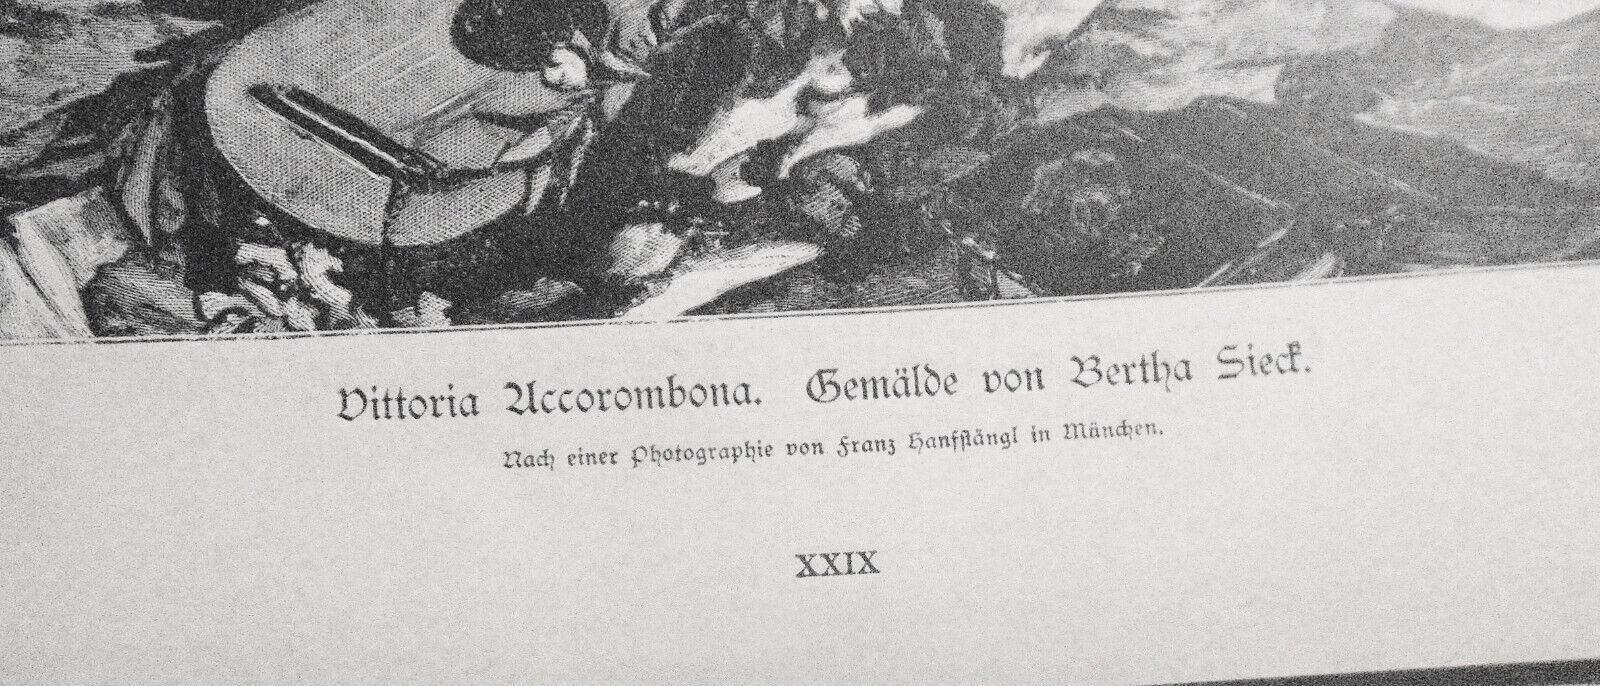 Vittoria Accorombona. Gemälde von Bertha Sieck.
Nach einer Photographie von Franz Hanfstängl in München.
XXIX